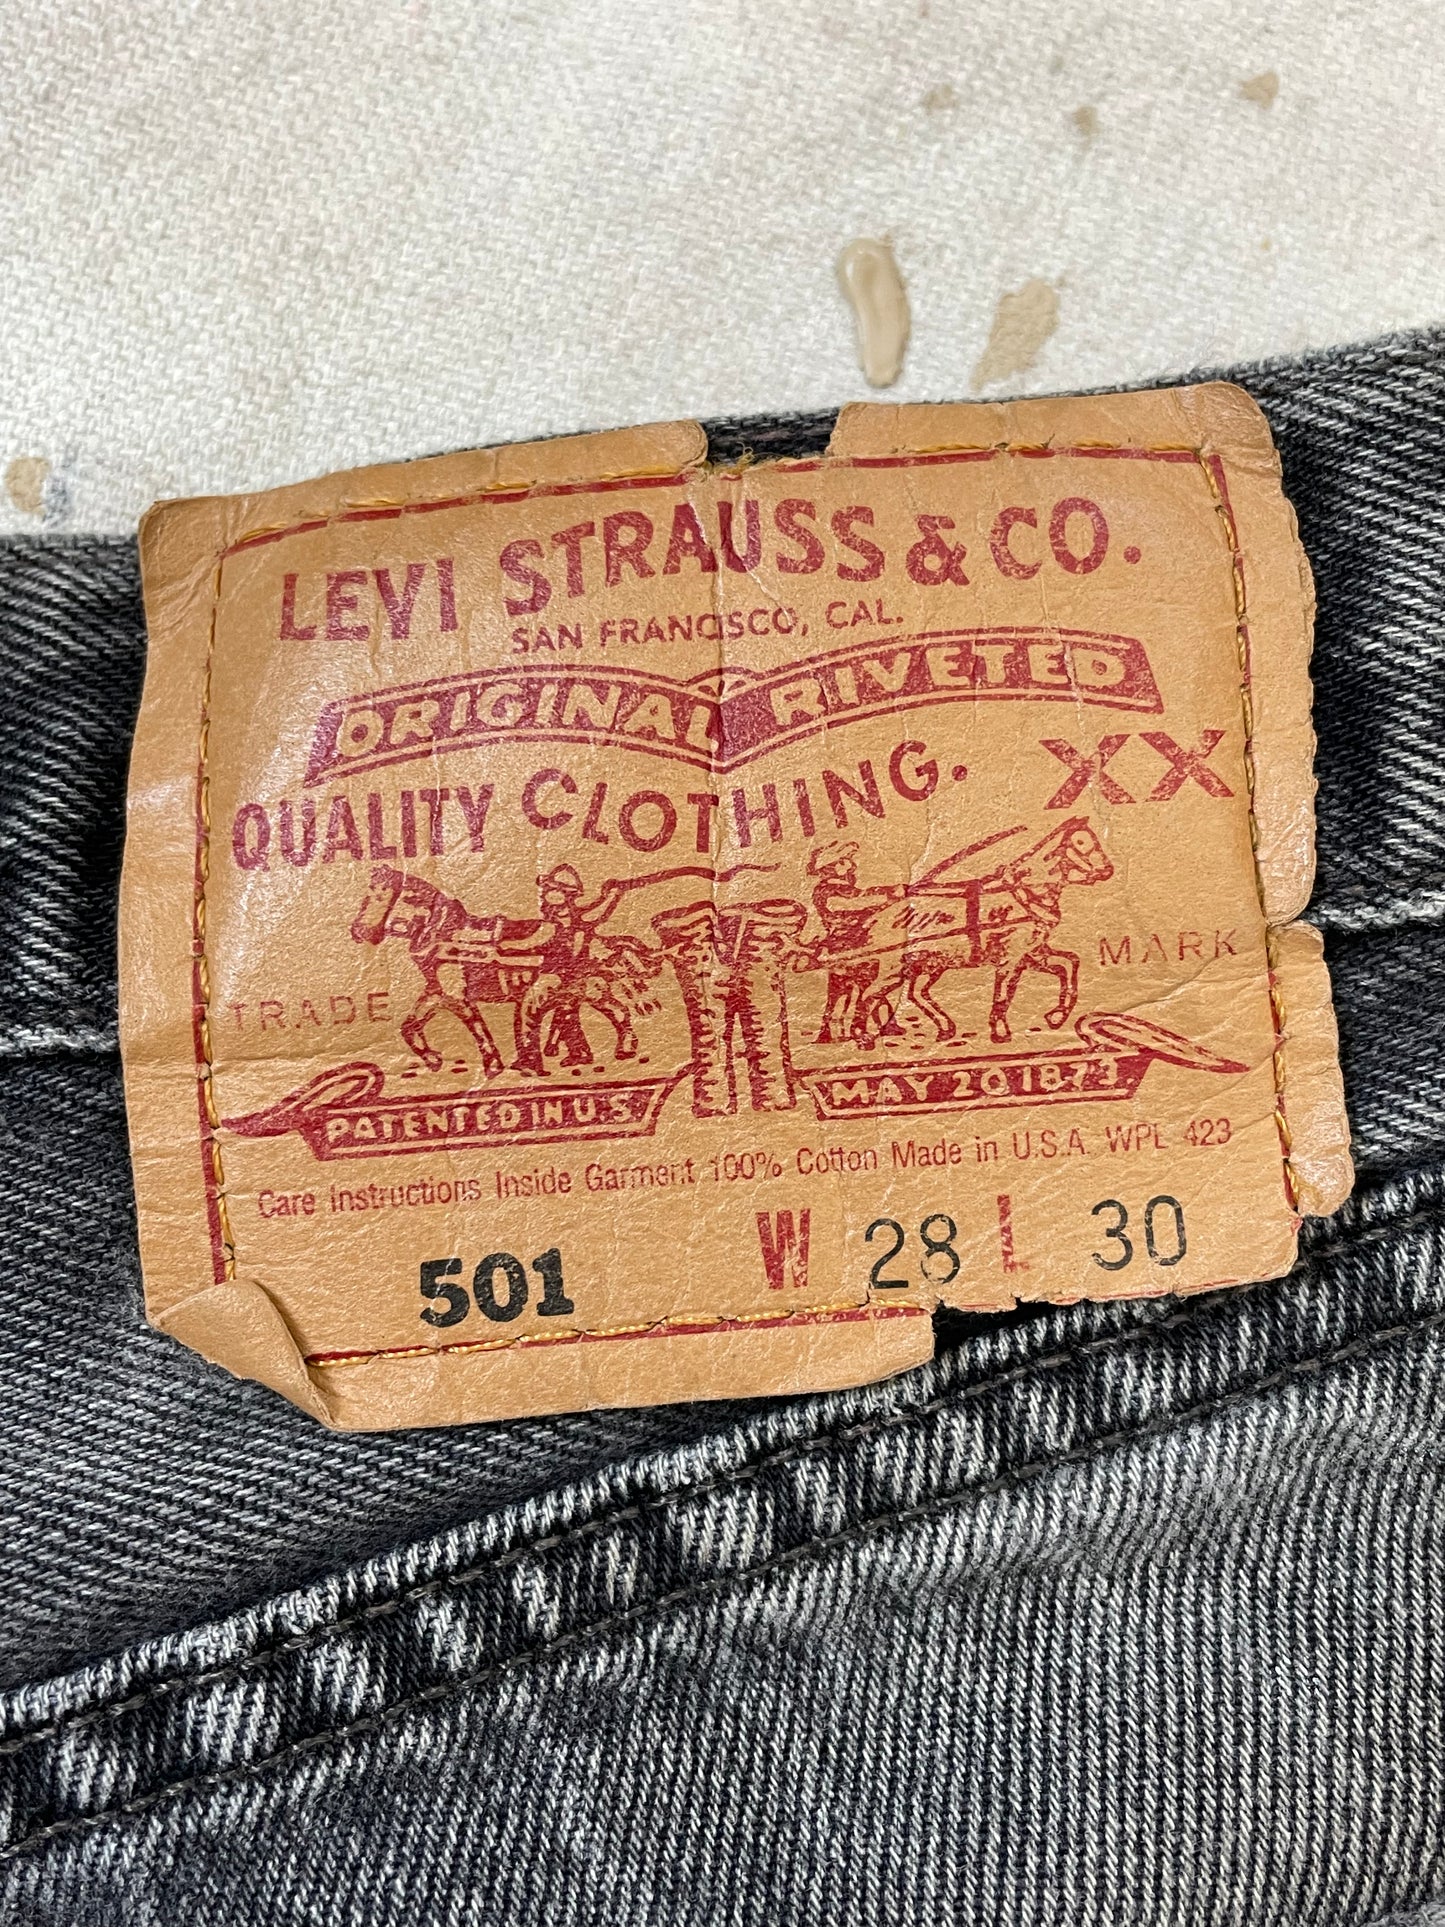 LEVI STRAUSS & CO.
SAN FRANCISCO, CAL.
ORIGINAL RIVETED
QUALITY CLOTHING. XX
TRADE MARK
PATENTED IN U.S. MAY 20 1873.
Care Instructions Inside Garment 100% Cotton Made in U.S.A. WPL 423
501 W 28 L 30